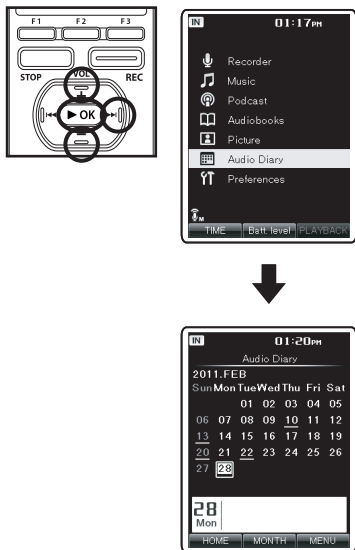 F1 F2 F3
STOP VOL REC
+
OK
−
IN 01:17PM
Recorder
Music
Podcast
Audiobooks
Picture
Audio Diary
Preferences
M
TIME Batt. level PLAYBACK
IN 01:20PM
Audio Diary
2011.FEB
Sun Mon Tue Wed Thu Fri Sat
01 02 03 04 05
06 07 08 09 10 11 12
13 14 15 16 17 18 19
20 21 22 23 24 25 26
27 28
28
Mon
HOME MONTH MENU